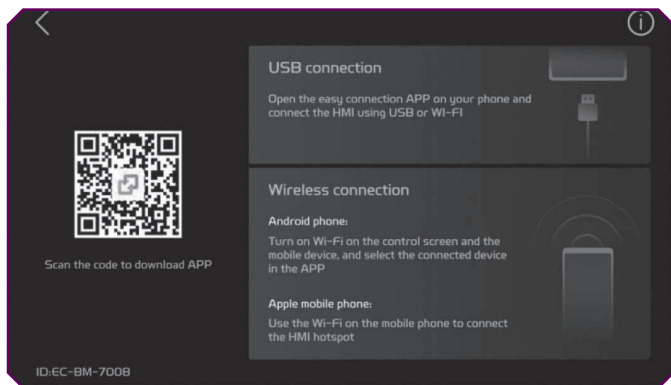 USB connection
Open the easy connection APP on your phone and
connect the HMI using USB or WI-FI
Wireless connection
Android phone:
Turn on Wi-Fi on the control screen and the
mobile device, and select the connected device
in the APP
Apple mobile phone:
Use the Wi-Fi on the mobile phone to connect
the HMI hotspot
Scan the code to download APP
ID:EC-BM-7008